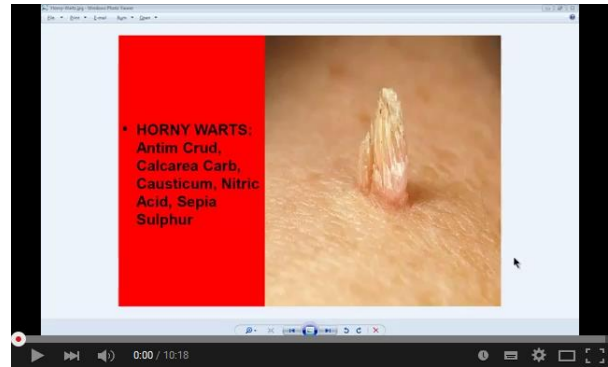 Horny Warts.jpg - Windows Photo Viewer
File Print E-mail Burn Open
• HORNY WARTS:
Antim Crud,
Calcarea Carb,
Causticum, Nitric
Acid, Sepia
Sulphur
0:00 / 10:18